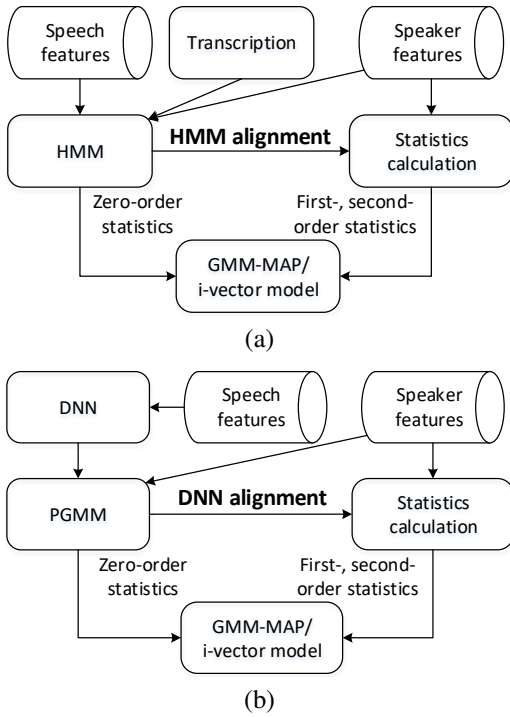 Speech
features
Transcription
Speaker
features
HMM
HMM alignment
Statistics
calculation
Zero-order
statistics
First-, second-
order statistics
GMM-MAP/
i-vector model
(a)
DNN
Speech
features
Speaker
features
PGMM
DNN alignment
Statistics
calculation
Zero-order
statistics
First-, second-
order statistics
GMM-MAP/
i-vector model
(b)